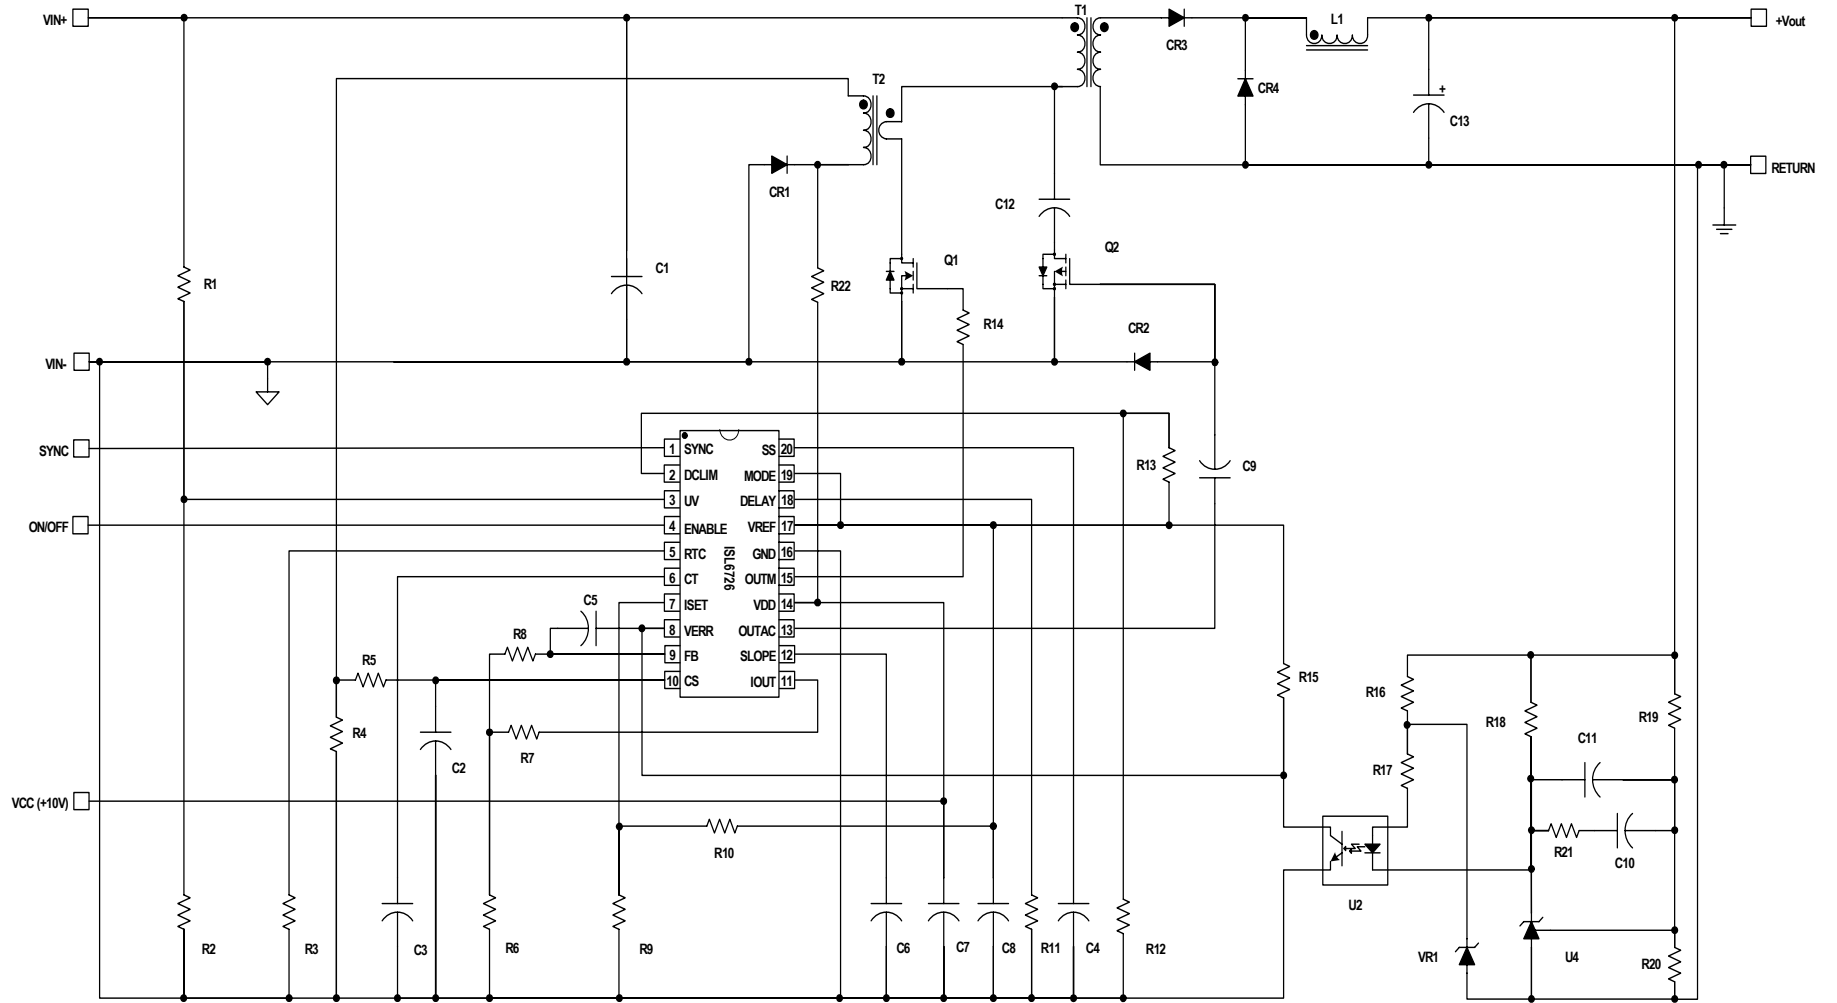 VIN+
T1
CR3
L1
+Vout
T2
CR4
+
C13
CR1
RETURN
C12
Q1
Q2
R1
C1
R22
R14
CR2
VIN-
SYNC
1 SYNC SS 20
R13
C9
2 DCLIM MODE 19
3 UV DELAY 18
ON/OFF
4 ENABLE VREF 17
5 RTC GND 16
ISL6726
6 CT OUTM 15
C5
7 ISET VDD 14
R8
8 VERR OUTAC 13
9 FB SLOPE 12
R5
10 CS IOUT 11
R15
R16
R18
R19
R4
R7
C2
C11
R17
VCC (+10V)
R10
R21
C10
U2
R2
R3
C3
R6
R9
C6
C7
C8
R11
C4
R12
VR1
U4
R20